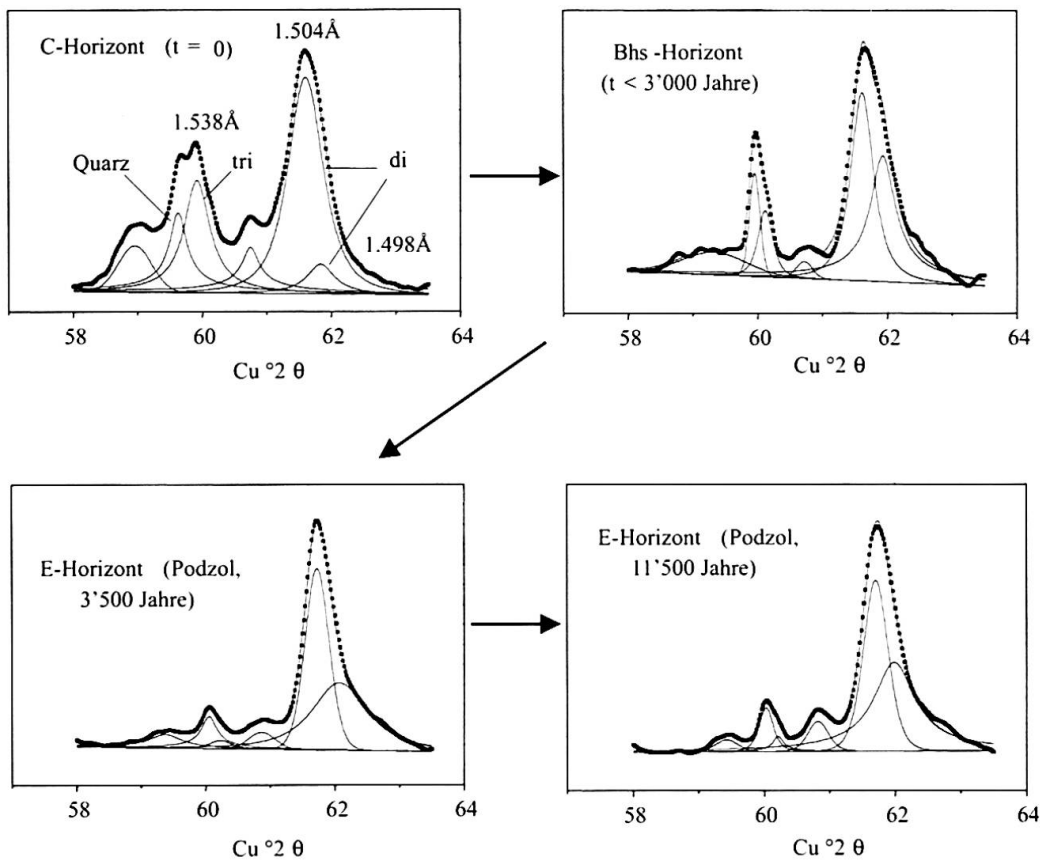 C-Horizont (t = 0)
1.504Å
1.538Å
Quarz
tri
di
1.498Å
58 60 62 64
Cu °2 θ
Bhs -Horizont
(t < 3'000 Jahre)
58 60 62 64
Cu °2 θ
E-Horizont (Podzol,
3'500 Jahre)
58 60 62 64
Cu °2 θ
E-Horizont (Podzol,
11'500 Jahre)
58 60 62 64
Cu °2 θ